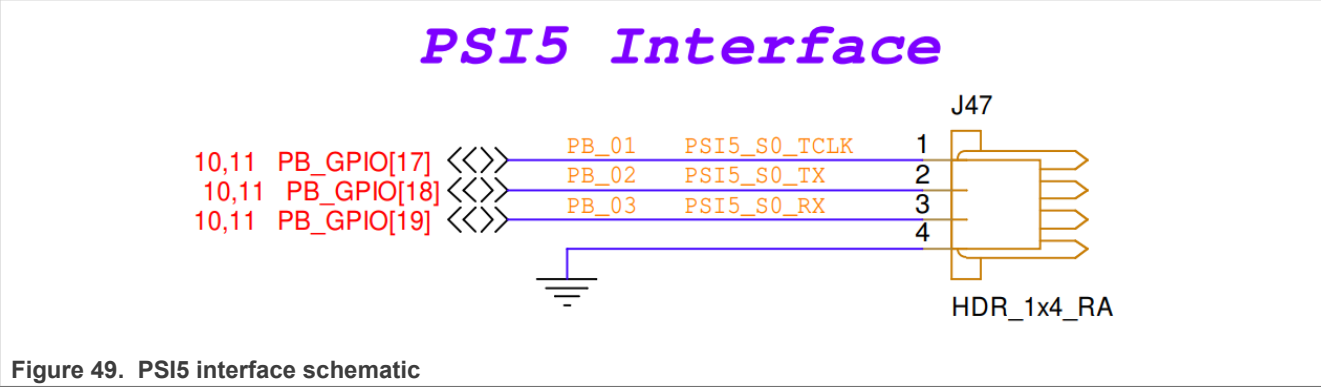 PSI5 Interface
J47
10,11 PB_GPIO[17] PB_01 PSI5_S0_TCLK 1
10,11 PB_GPIO[18] PB_02 PSI5_S0_TX 2
10,11 PB_GPIO[19] PB_03 PSI5_S0_RX 3
4
HDR_1x4_RA
Figure 49. PSI5 interface schematic